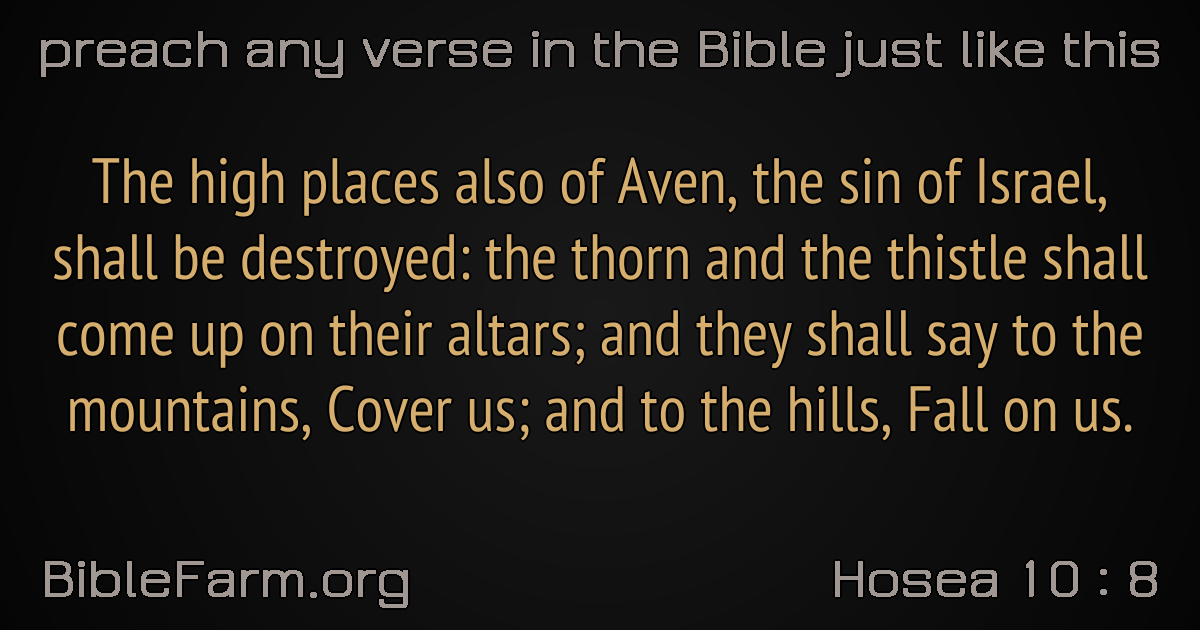 preach any verse in the Bible just like this
The high places also of Aven, the sin of Israel,
shall be destroyed: the thorn and the thistle shall
come up on their altars; and they shall say to the
mountains, Cover us; and to the hills, Fall on us.
BibleFarm.org
Hosea 10 : 8